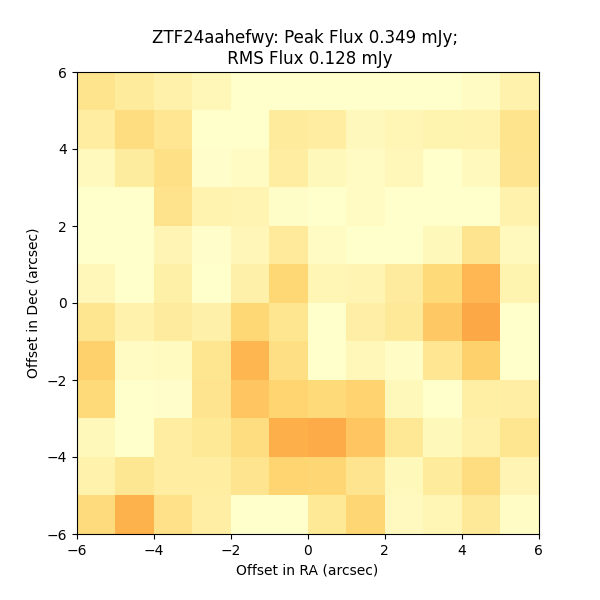 ZTF24aahefwy: Peak Flux 0.349 mJy;
RMS Flux 0.128 mJy
6
4
2
0
−2
−4
−6
Offset in Dec (arcsec)
−6 −4 −2 0 2 4 6
Offset in RA (arcsec)